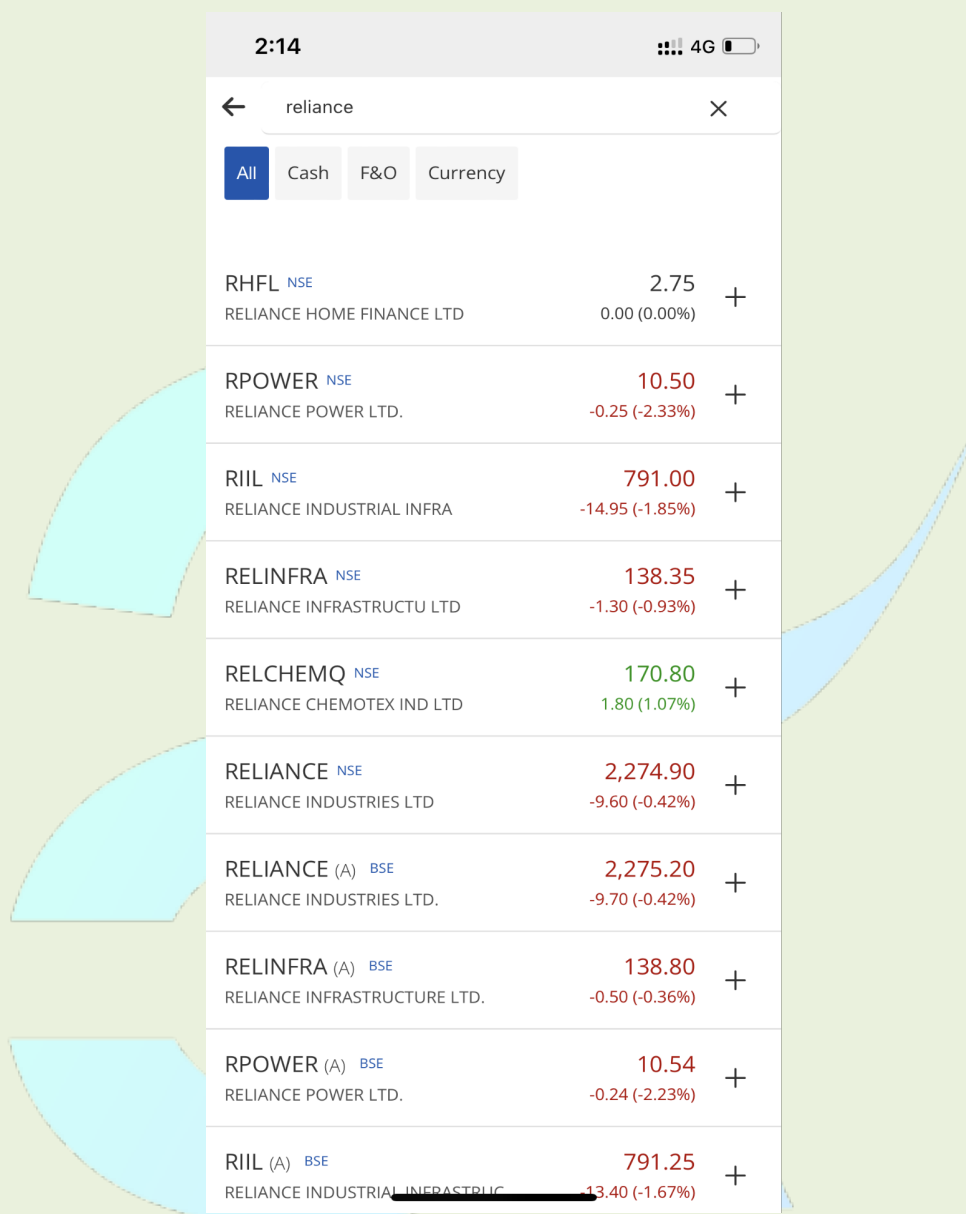 2:14 4G
reliance
All Cash F&O Currency
RHFL NSE 2.75
RELIANCE HOME FINANCE LTD 0.00 (0.00%)
RPOWER NSE 10.50
RELIANCE POWER LTD. -0.25 (-2.33%)
RIIL NSE 791.00
RELIANCE INDUSTRIAL INFRA -14.95 (-1.85%)
RELINFRA NSE 138.35
RELIANCE INFRASTRUCTU LTD -1.30 (-0.93%)
RELCHEMQ NSE 170.80
RELIANCE CHEMOTEX IND LTD 1.80 (1.07%)
RELIANCE NSE 2,274.90
RELIANCE INDUSTRIES LTD -9.60 (-0.42%)
RELIANCE (A) BSE 2,275.20
RELIANCE INDUSTRIES LTD. -9.70 (-0.42%)
RELINFRA (A) BSE 138.80
RELIANCE INFRASTRUCTURE LTD. -0.50 (-0.36%)
RPOWER (A) BSE 10.54
RELIANCE POWER LTD. -0.24 (-2.23%)
RIIL (A) BSE 791.25
RELIANCE INDUSTRIAL INFRASTRUC -13.40 (-1.67%)